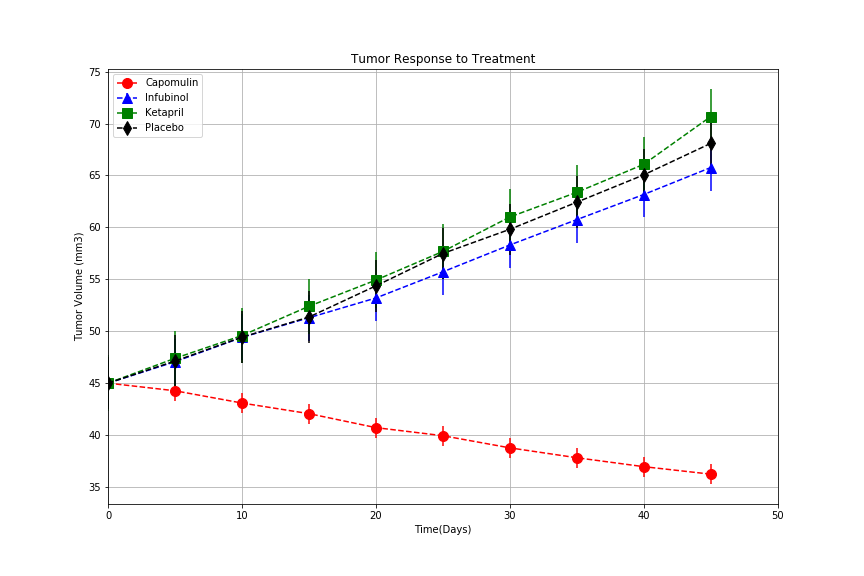 Tumor Response to Treatment
Capomulin
Infubinol
Ketapril
Placebo
Tumor Volume (mm3)
75
70
65
60
55
50
45
40
35
0 10 20 30 40 50
Time(Days)